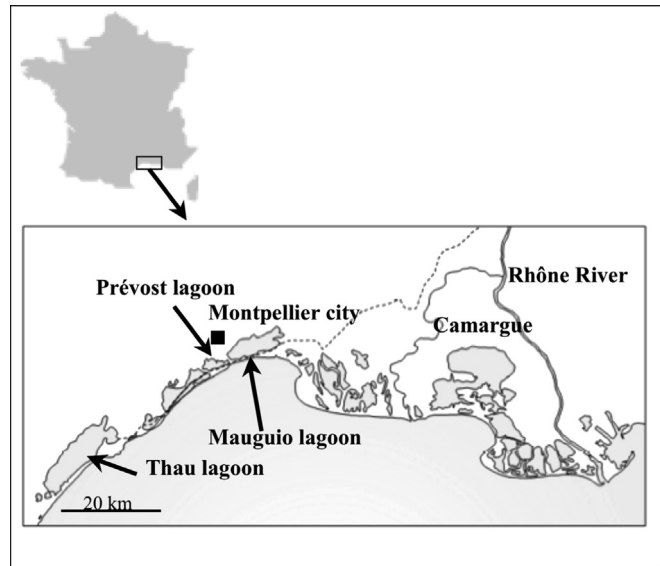 Rhône River
Prévost lagoon
Montpellier city
Camargue
Mauguio lagoon
Thau lagoon
20 km